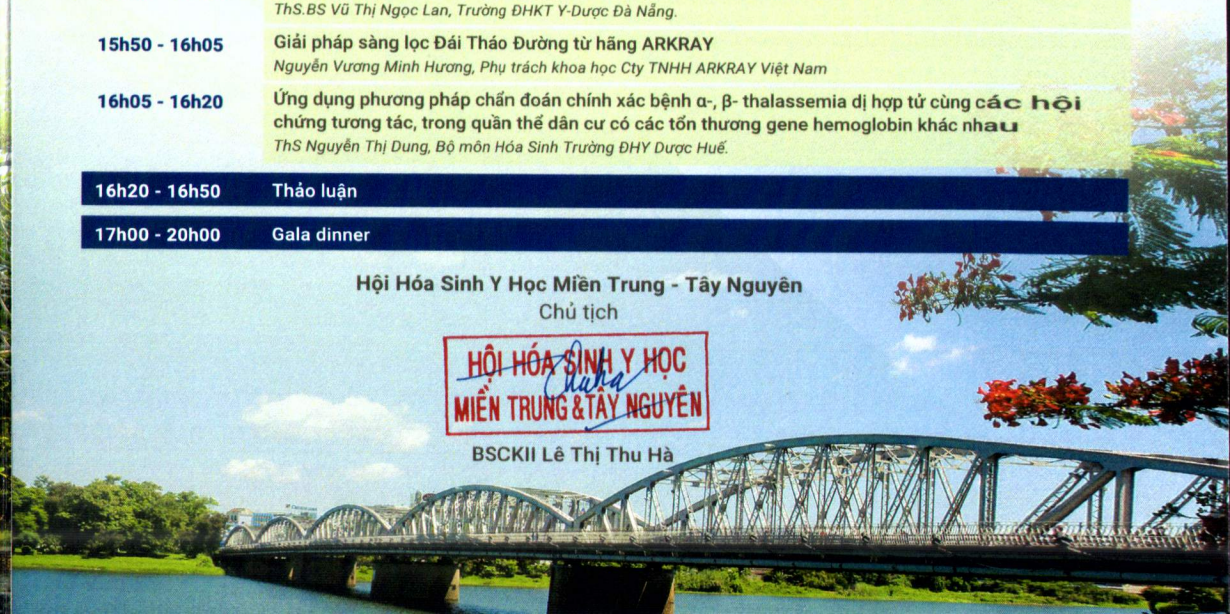 ThS.BS Vũ Thị Ngọc Lan, Trường ĐHKT Y-Dược Đà Nẵng.
15h50 - 16h05 Giải pháp sàng lọc Đái Tháo Đường từ hãng ARKRAY
Nguyễn Vương Minh Hương, Phụ trách khoa học Cty TNHH ARKRAY Việt Nam
16h05 - 16h20 Ứng dụng phương pháp chẩn đoán chính xác bệnh α-, β- thalassemia dị hợp tử cùng các hội
chứng tương tác, trong quần thể dân cư có các tổn thương gene hemoglobin khác nhau
ThS Nguyễn Thị Dung, Bộ môn Hóa Sinh Trường ĐHY Dược Huế.
16h20 - 16h50 Thảo luận
17h00 - 20h00 Gala dinner
Hội Hóa Sinh Y Học Miền Trung - Tây Nguyên
Chủ tịch
HỘI HÓA SINH Y HỌC
MIỀN TRUNG & TÂY NGUYÊN
BSCKII Lê Thị Thu Hà